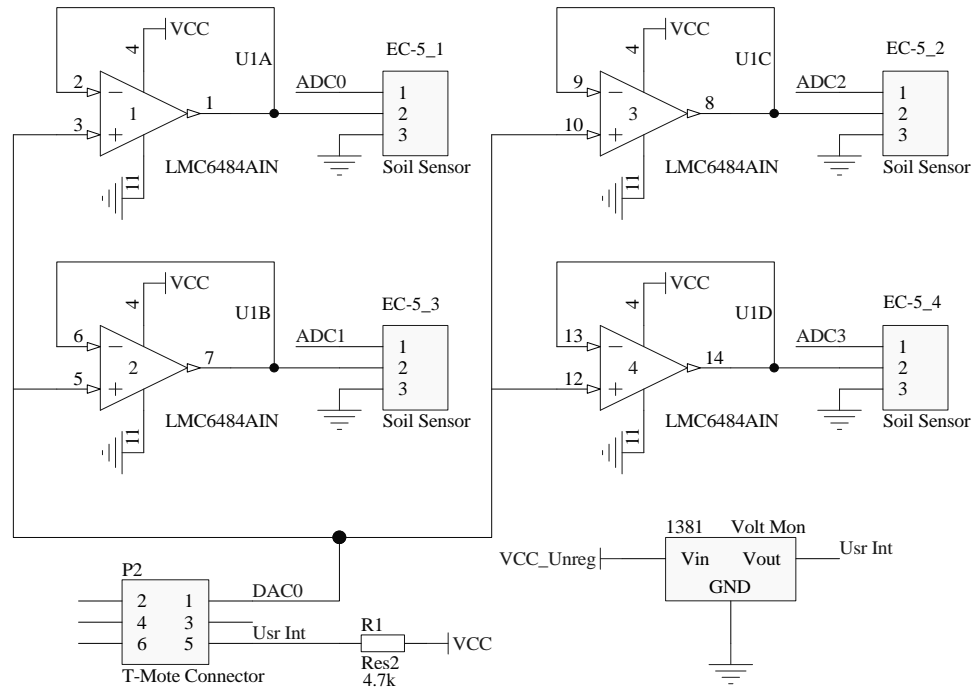 VCC
4
U1A
2
1
1
3
11
LMC6484AIN
EC-5_1
ADC0
1
2
3
Soil Sensor
VCC
4
U1C
9
3
8
10
11
LMC6484AIN
EC-5_2
ADC2
1
2
3
Soil Sensor
VCC
4
U1B
6
2
7
5
11
LMC6484AIN
EC-5_3
ADC1
1
2
3
Soil Sensor
VCC
4
U1D
13
4
14
12
11
LMC6484AIN
EC-5_4
ADC3
1
2
3
Soil Sensor
P2
2 1
4 3
6 5
DAC0
Usr Int
T-Mote Connector
R1
Res2
4.7k
VCC
1381 Volt Mon
VCC_Unreg
Vin Vout
GND
Usr Int